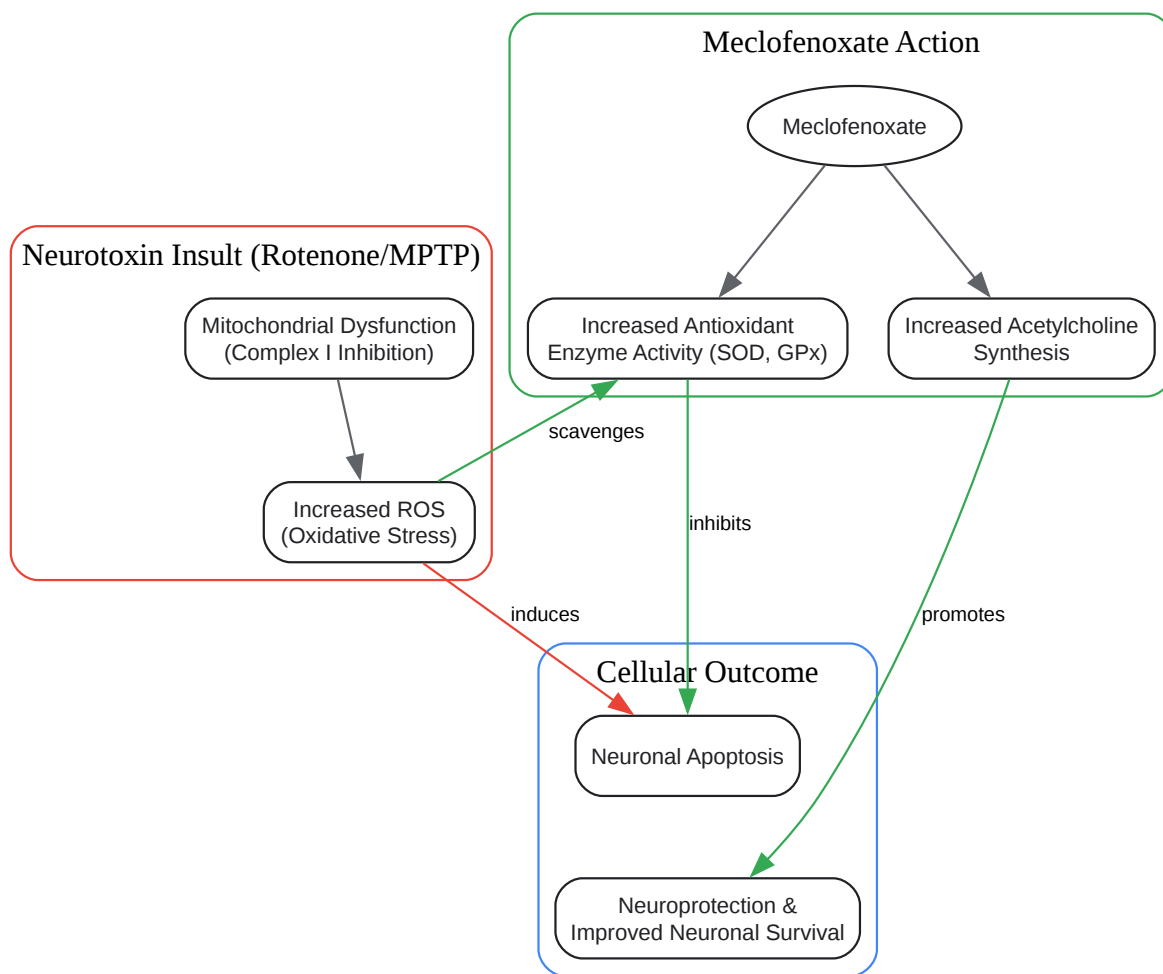 Meclofenoxate Action
Meclofenoxate
Neurotoxin Insult (Rotenone/MPTP)
Mitochondrial Dysfunction
(Complex I Inhibition)
Increased Antioxidant
Enzyme Activity (SOD, GPx)
Increased Acetylcholine
Synthesis
scavenges
Increased ROS
(Oxidative Stress)
inhibits
induces
promotes
Cellular Outcome
Neuronal Apoptosis
Neuroprotection &
Improved Neuronal Survival